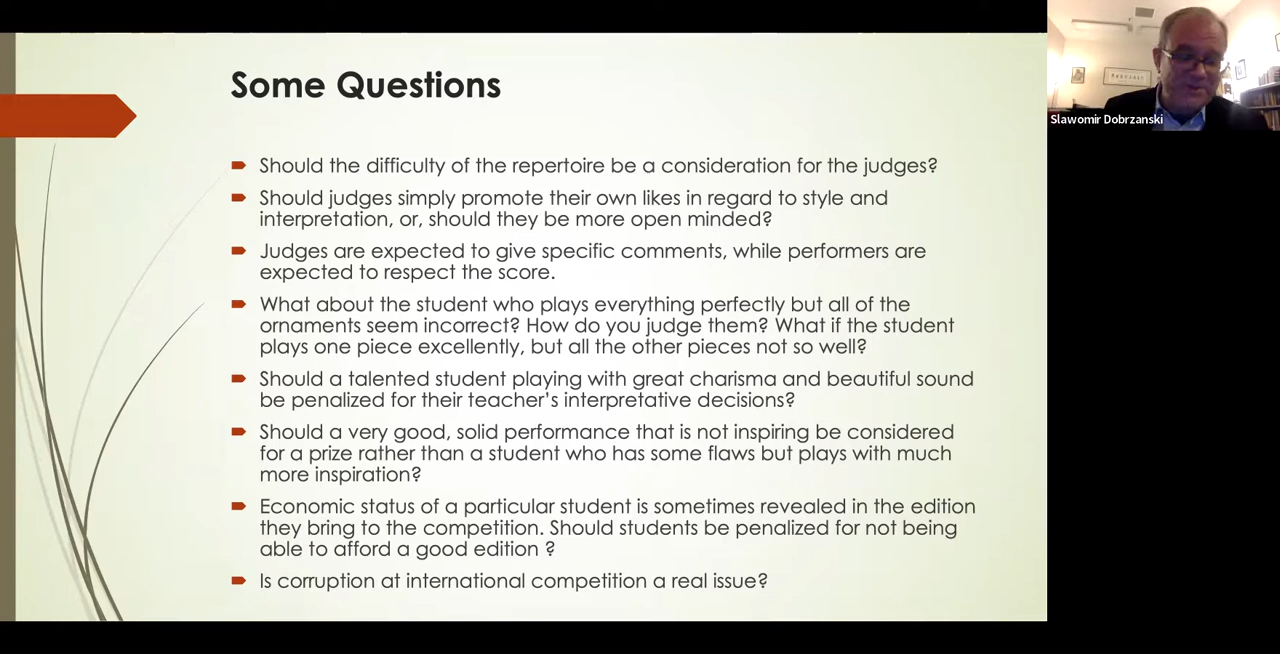 Some Questions
Should the difficulty of the repertoire be a consideration for the judges?
Should judges simply promote their own likes in regard to style and
interpretation, or, should they be more open minded?
Judges are expected to give specific comments, while performers are
expected to respect the score.
What about the student who plays everything perfectly but all of the
ornaments seem incorrect? How do you judge them? What if the student
plays one piece excellently, but all the other pieces not so well?
Should a talented student playing with great charisma and beautiful sound
be penalized for their teacher's interpretative decisions?
Should a very good, solid performance that is not inspiring be considered
for a prize rather than a student who has some flaws but plays with much
more inspiration?
Economic status of a particular student is sometimes revealed in the edition
they bring to the competition. Should students be penalized for not being
able to afford a good edition ?
Is corruption at international competition a real issue?
Slawomir Dobrzanski